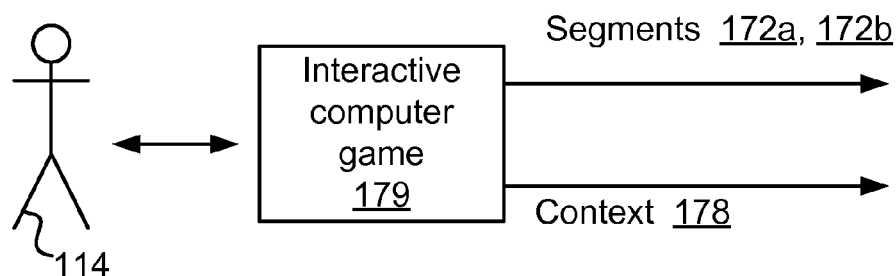 Segments 172a, 172b
Interactive
computer
game
179
Context 178
114